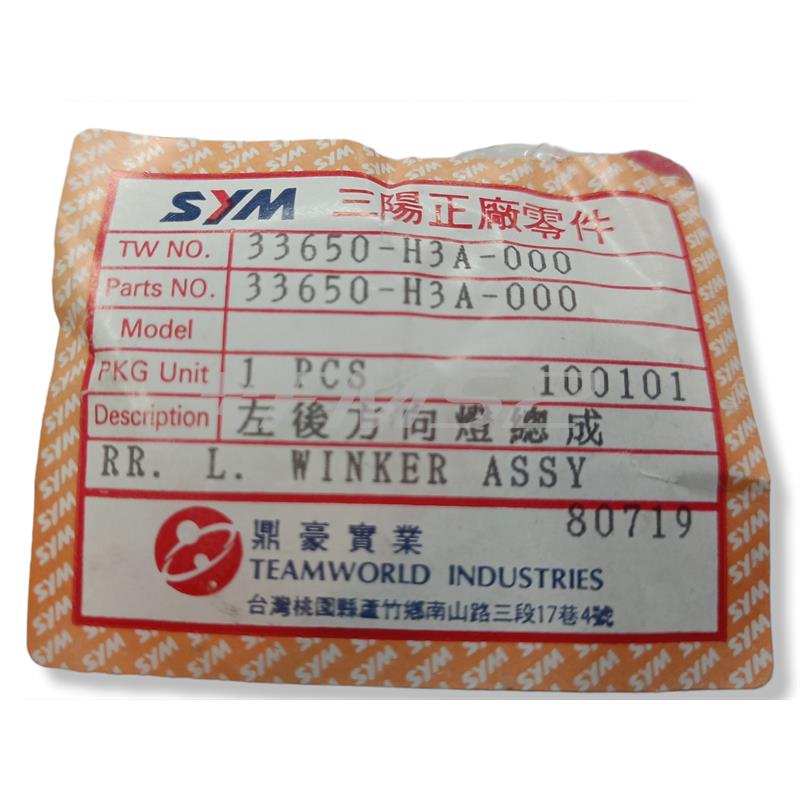 SYM 三陽正廠零件
TW NO. 33650-H3A-000
Parts NO. 33650-H3A-000
Model
PKG Unit 1 PCS 100101
Description 左後方向燈總成
RR. L. WINKER ASSY
80719
鼎豪實業
TEAMWORLD INDUSTRIES
台灣桃園縣蘆竹鄉南山路三段17巷4號